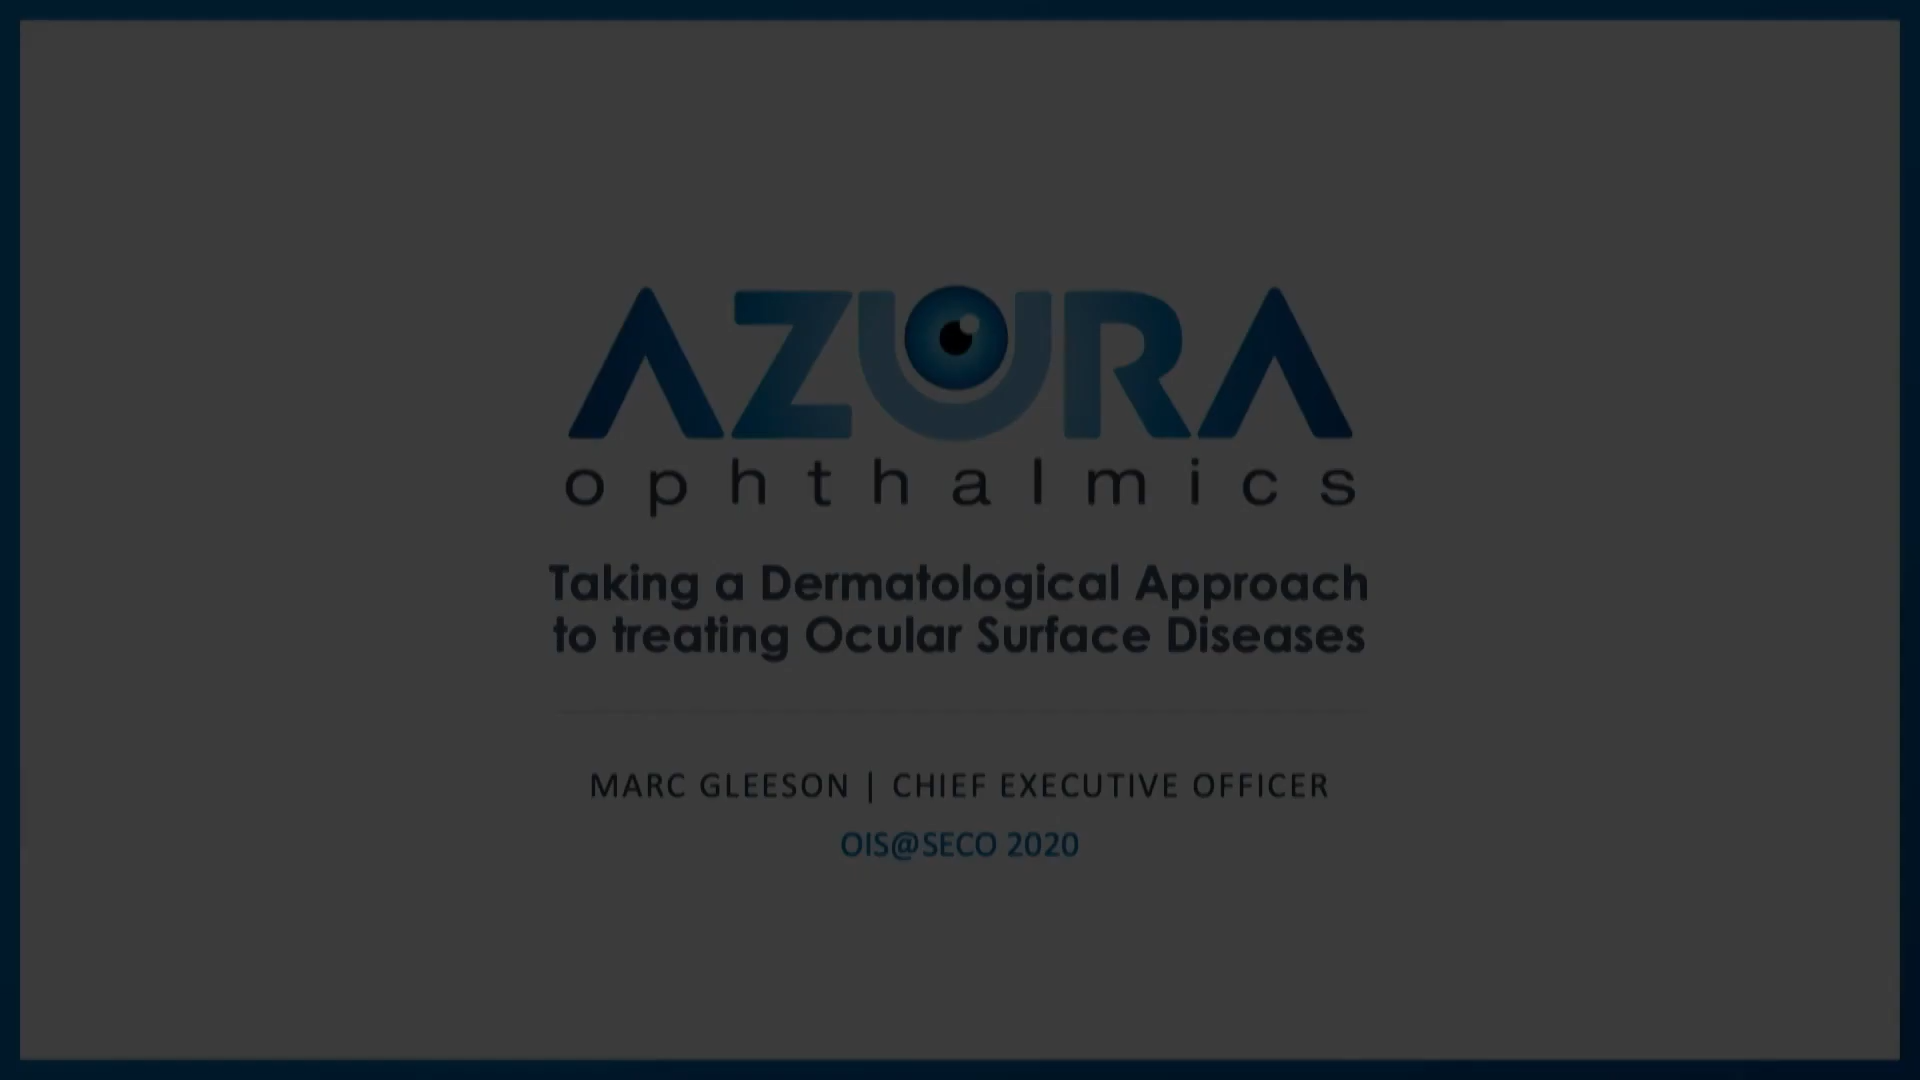 AZURA
ophthalmics
Taking a Dermatological Approach
to treating Ocular Surface Diseases
MARC GLEESON | CHIEF EXECUTIVE OFFICER
OIS@SECO 2020